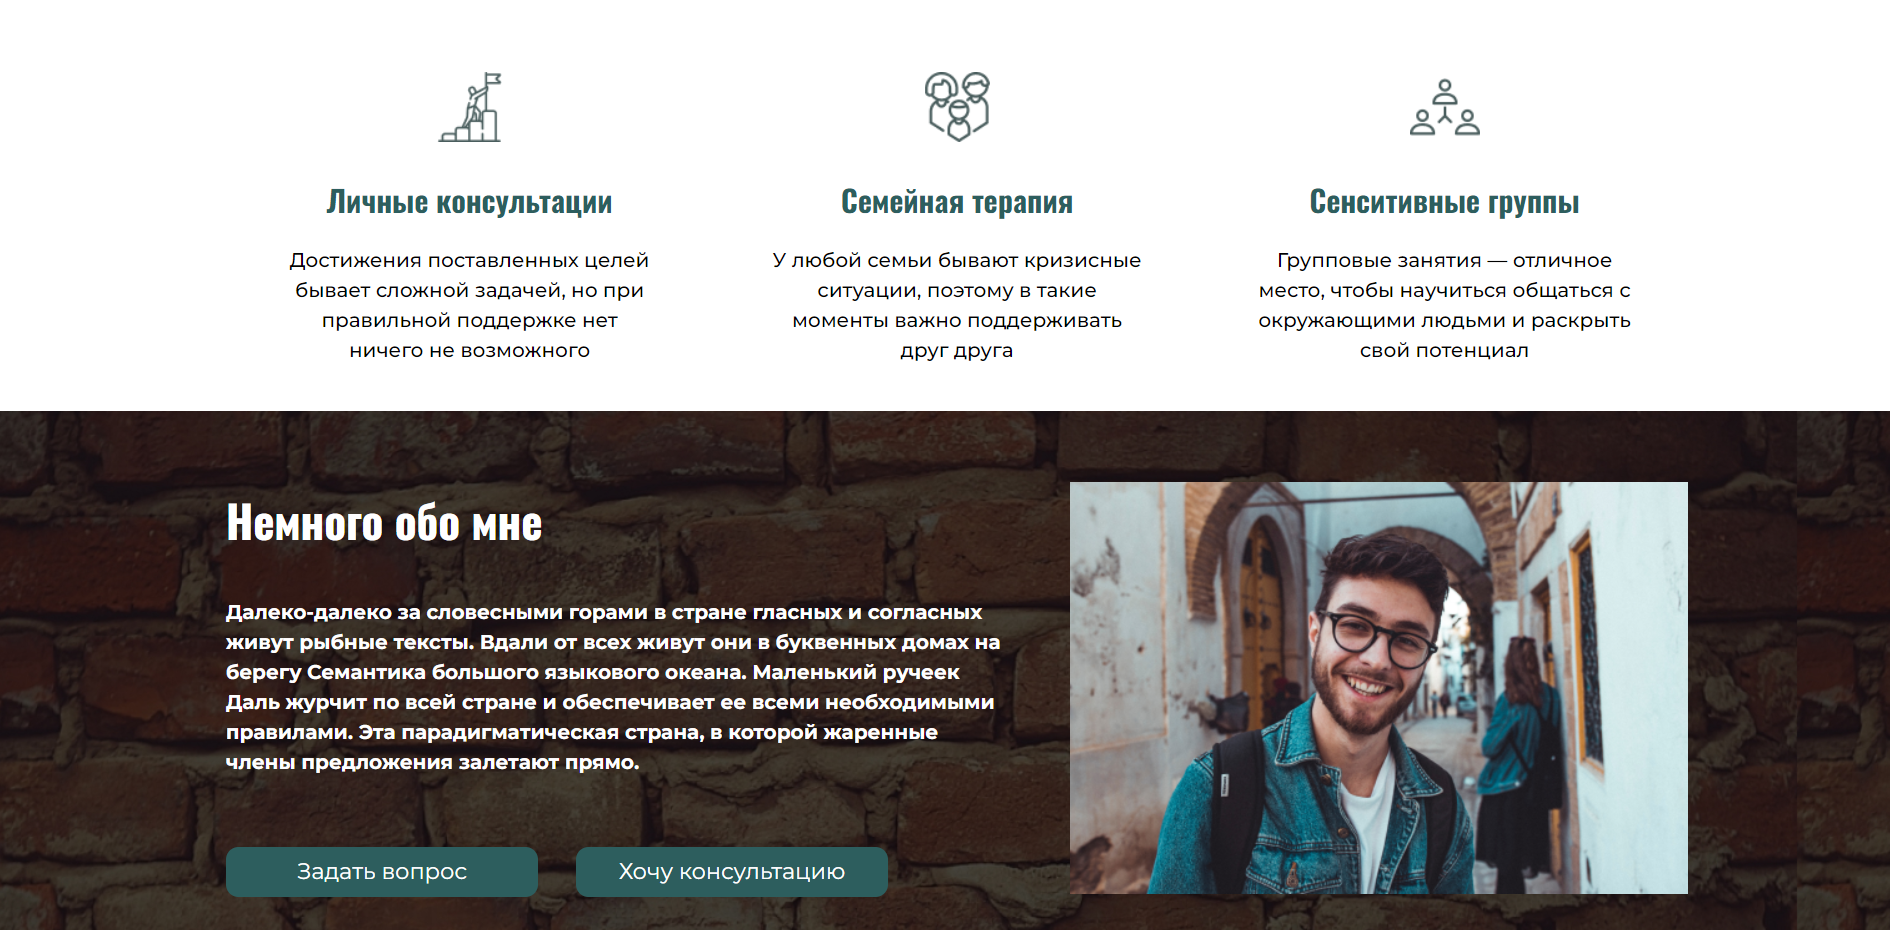 Личные консультации
Достижения поставленных целей
бывает сложной задачей, но при
правильной поддержке нет
ничего не возможного
Семейная терапия
У любой семьи бывают кризисные
ситуации, поэтому в такие
моменты важно поддерживать
друг друга
Сенситивные группы
Групповые занятия — отличное
место, чтобы научиться общаться с
окружающими людьми и раскрыть
свой потенциал
Немного обо мне
Далеко-далеко за словесными горами в стране гласных и согласных
живут рыбные тексты. Вдали от всех живут они в буквенных домах на
берегу Семантика большого языкового океана. Маленький ручеек
Даль журчит по всей стране и обеспечивает ее всеми необходимыми
правилами. Эта парадигматическая страна, в которой жаренные
члены предложения залетают прямо.
Задать вопрос
Хочу консультацию